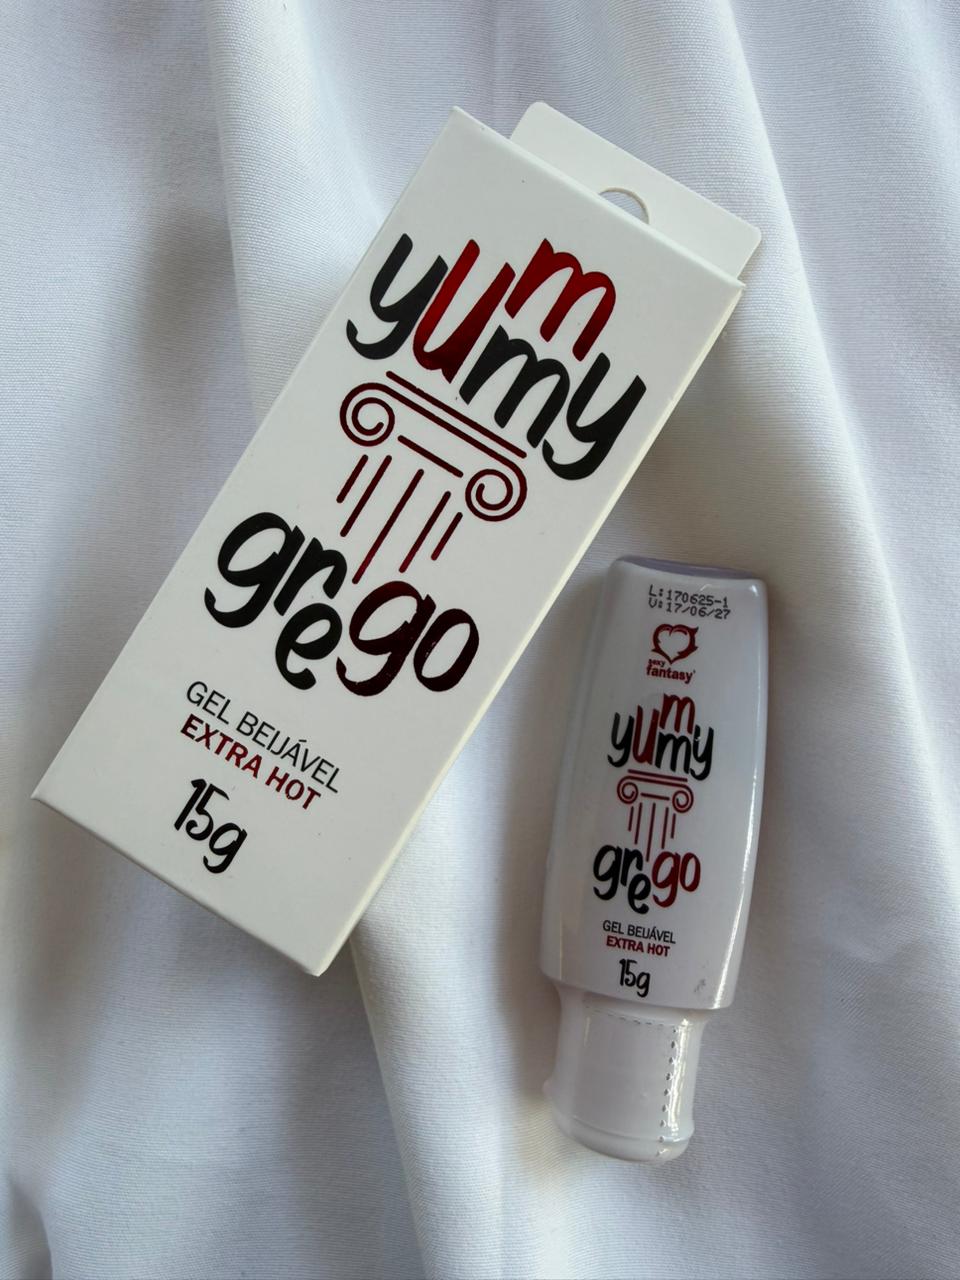 yummy
grego
GEL BEIJÁVEL
EXTRA HOT
15g
L:170625-1
V:17/06/27
sexy
fantasy
yummy
grego
GEL BEIJÁVEL
EXTRA HOT
15g